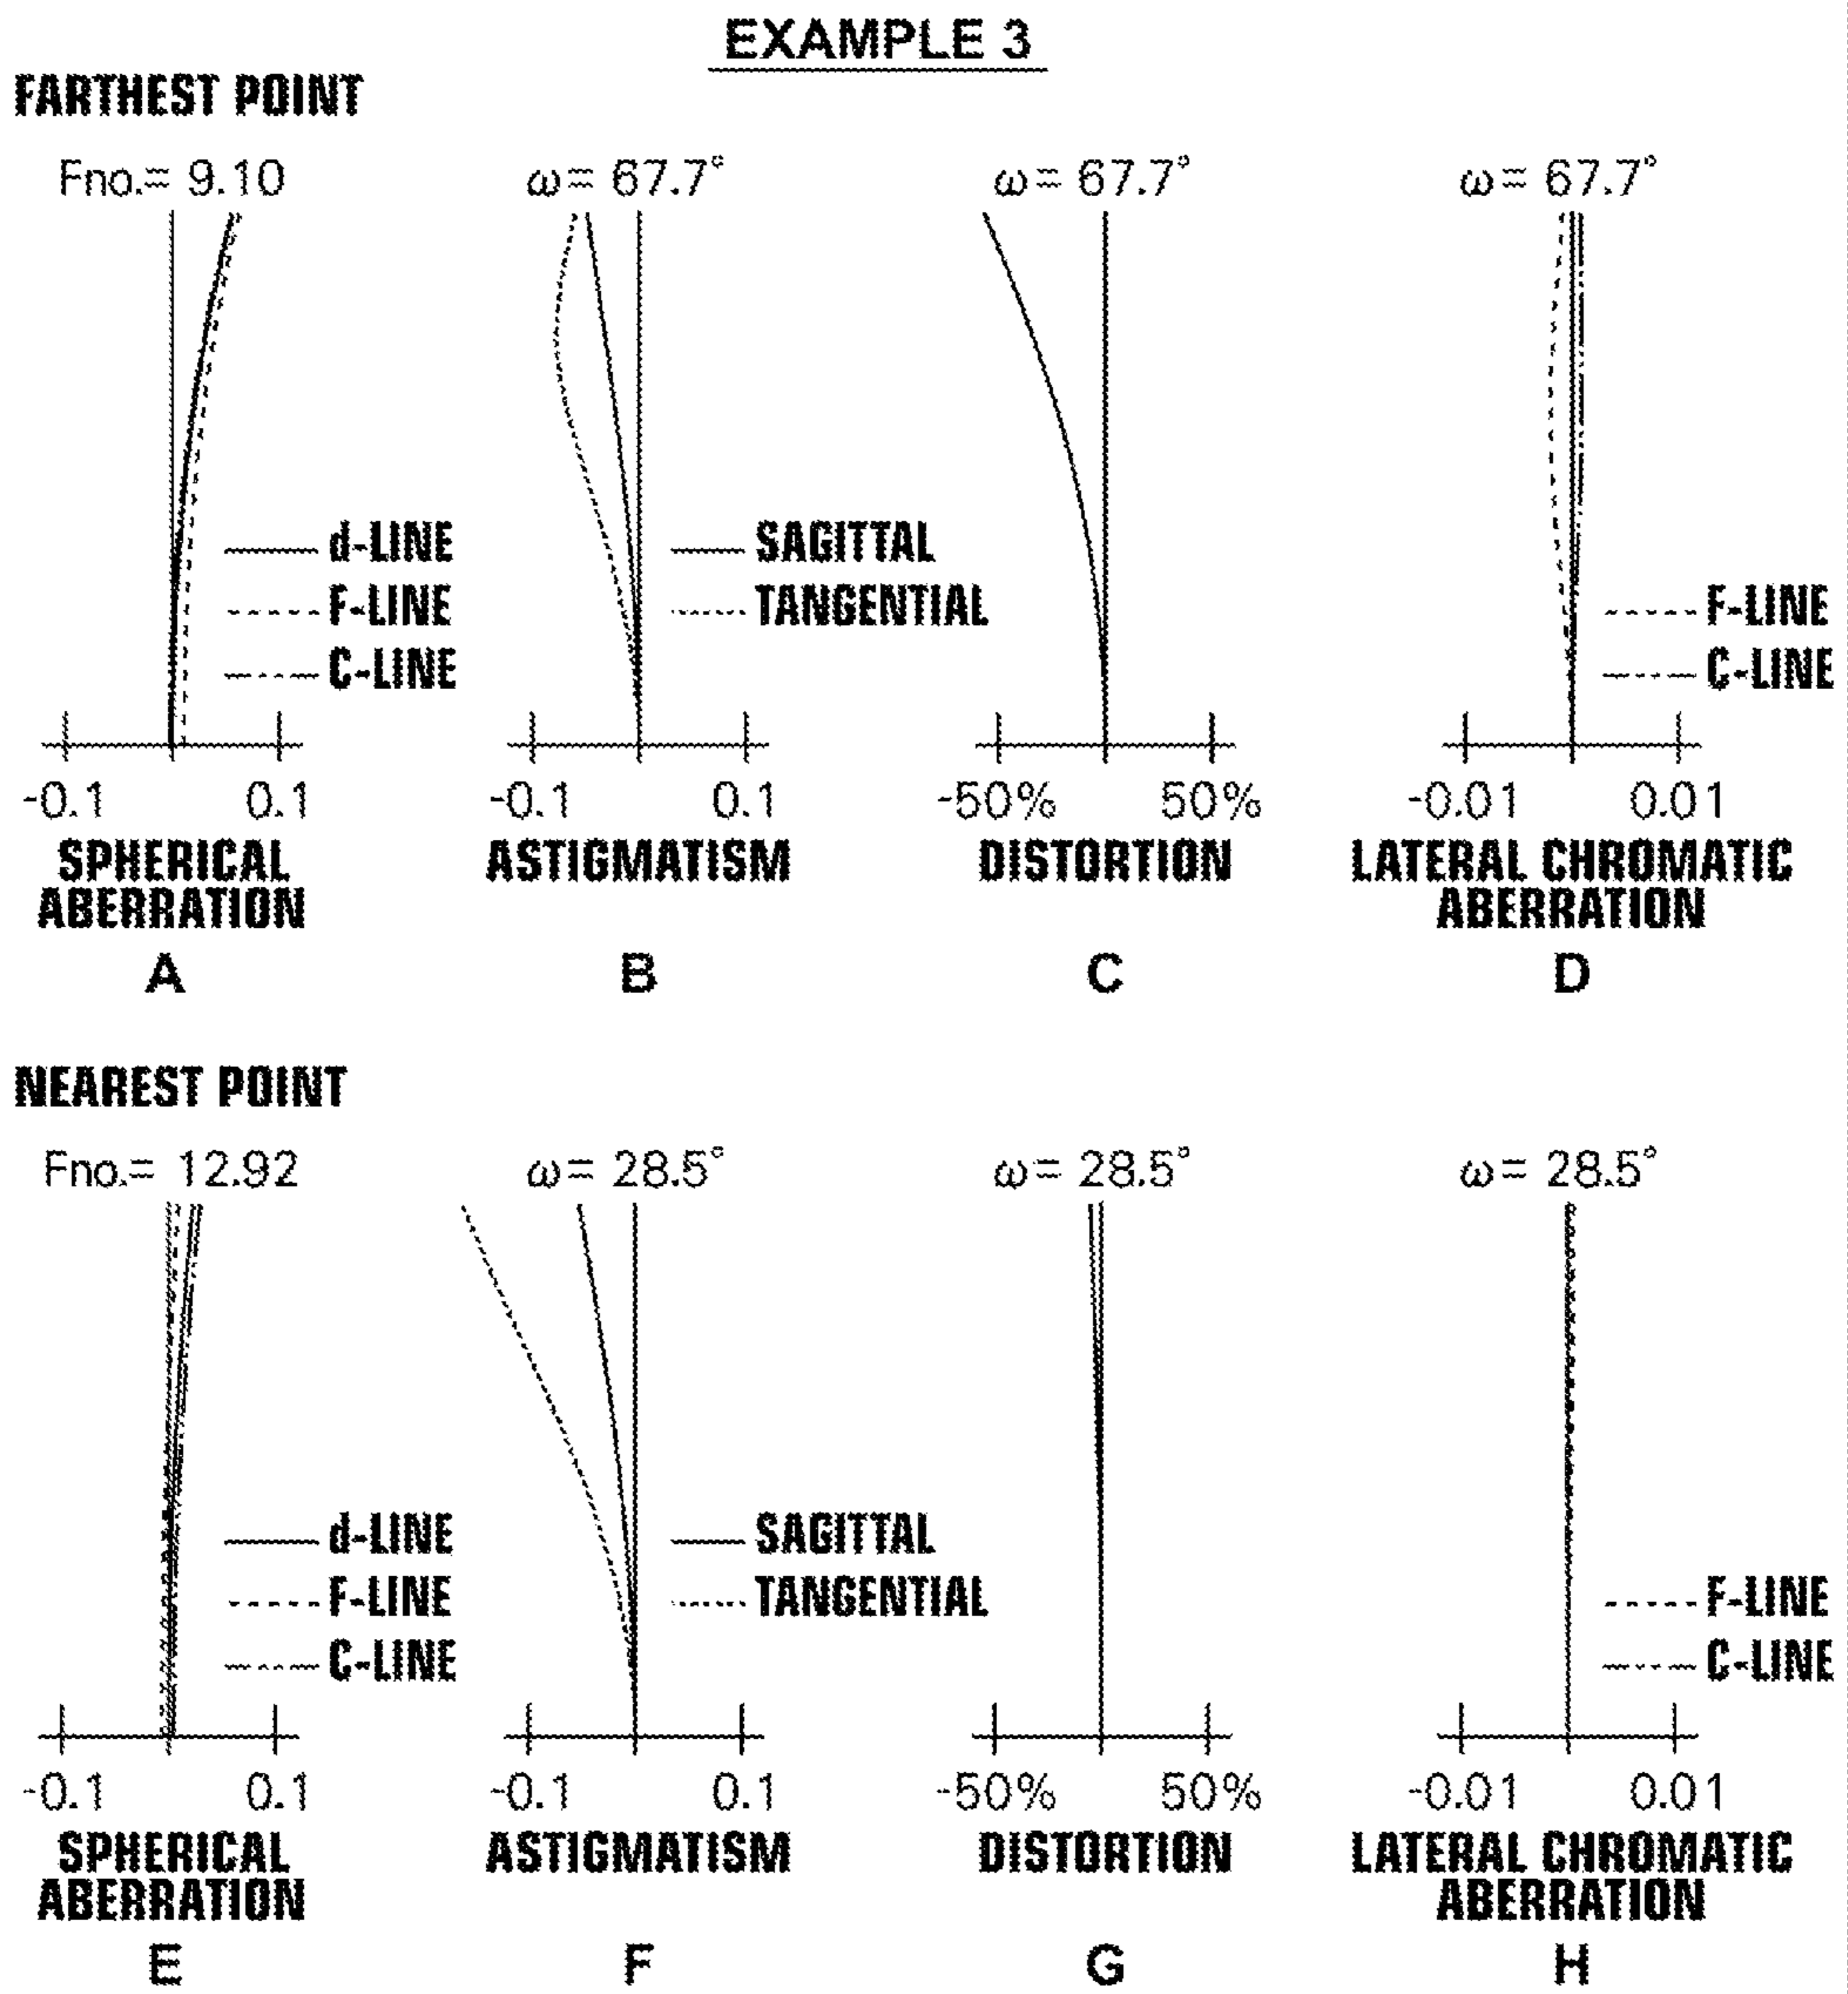 EXAMPLE 3
FARTHEST POINT
Fno.= 9.10
ω= 67.7°
ω= 67.7°
ω= 67.7°
d-LINE
F-LINE
C-LINE
SAGITTAL
TANGENTIAL
F-LINE
C-LINE
-0.1 0.1
-0.1 0.1
-50% 50%
-0.01 0.01
SPHERICAL
ABERRATION
ASTIGMATISM
DISTORTION
LATERAL CHROMATIC
ABERRATION
A
B
C
D
NEAREST POINT
Fno.= 12.92
ω= 28.5°
ω= 28.5°
ω= 28.5°
d-LINE
F-LINE
C-LINE
SAGITTAL
TANGENTIAL
F-LINE
C-LINE
-0.1 0.1
-0.1 0.1
-50% 50%
-0.01 0.01
SPHERICAL
ABERRATION
ASTIGMATISM
DISTORTION
LATERAL CHROMATIC
ABERRATION
E
F
G
H